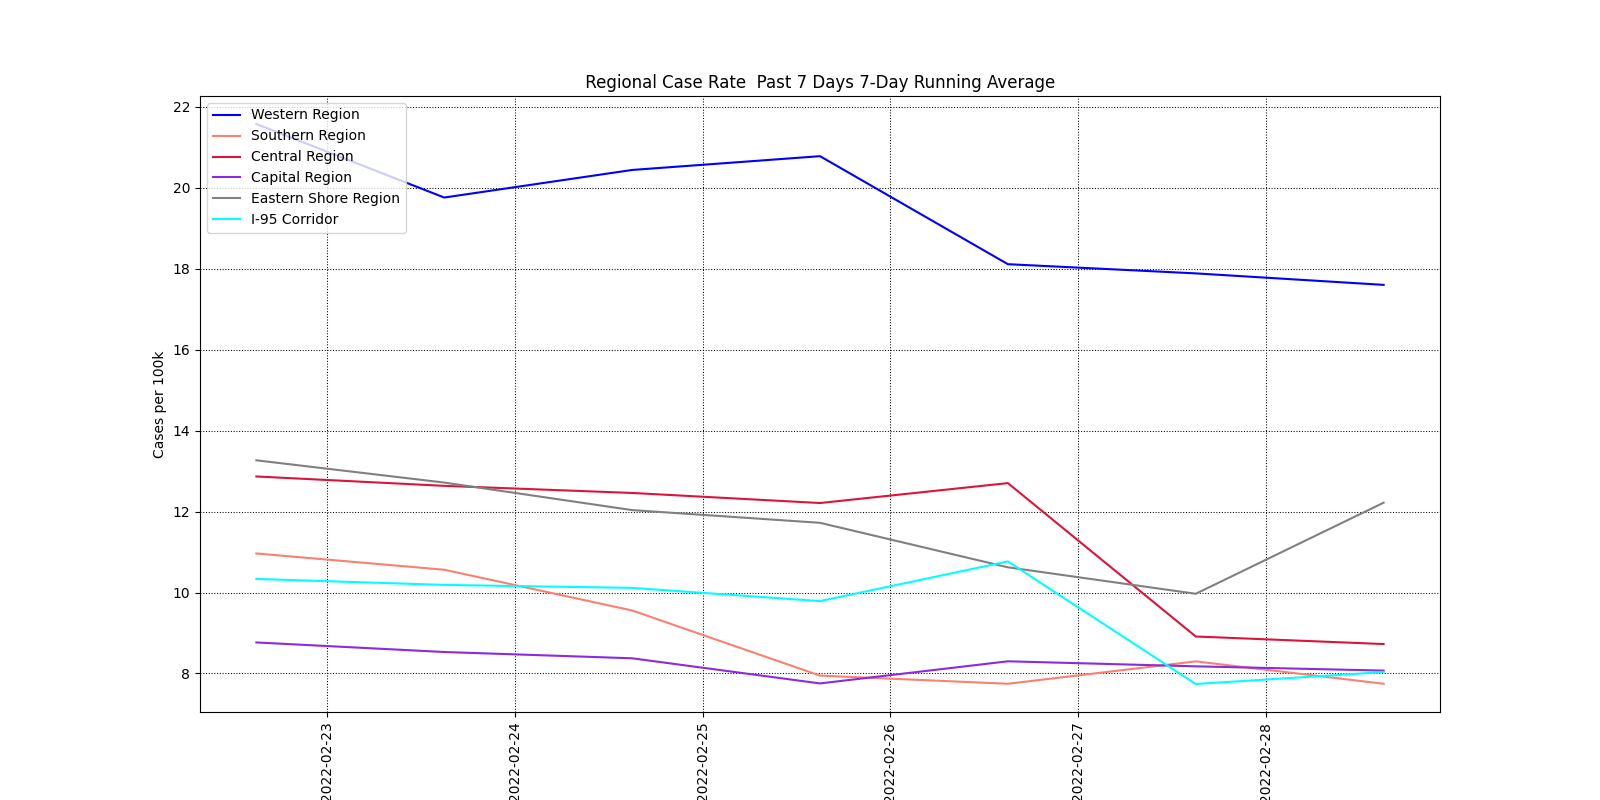 Regional Case Rate  Past 7 Days 7-Day Running Average
22
20
18
16
14
12
10
8
Cases per 100k
Western Region
Southern Region
Central Region
Capital Region
Eastern Shore Region
I-95 Corridor
2022-02-23
2022-02-24
2022-02-25
2022-02-26
2022-02-27
2022-02-28